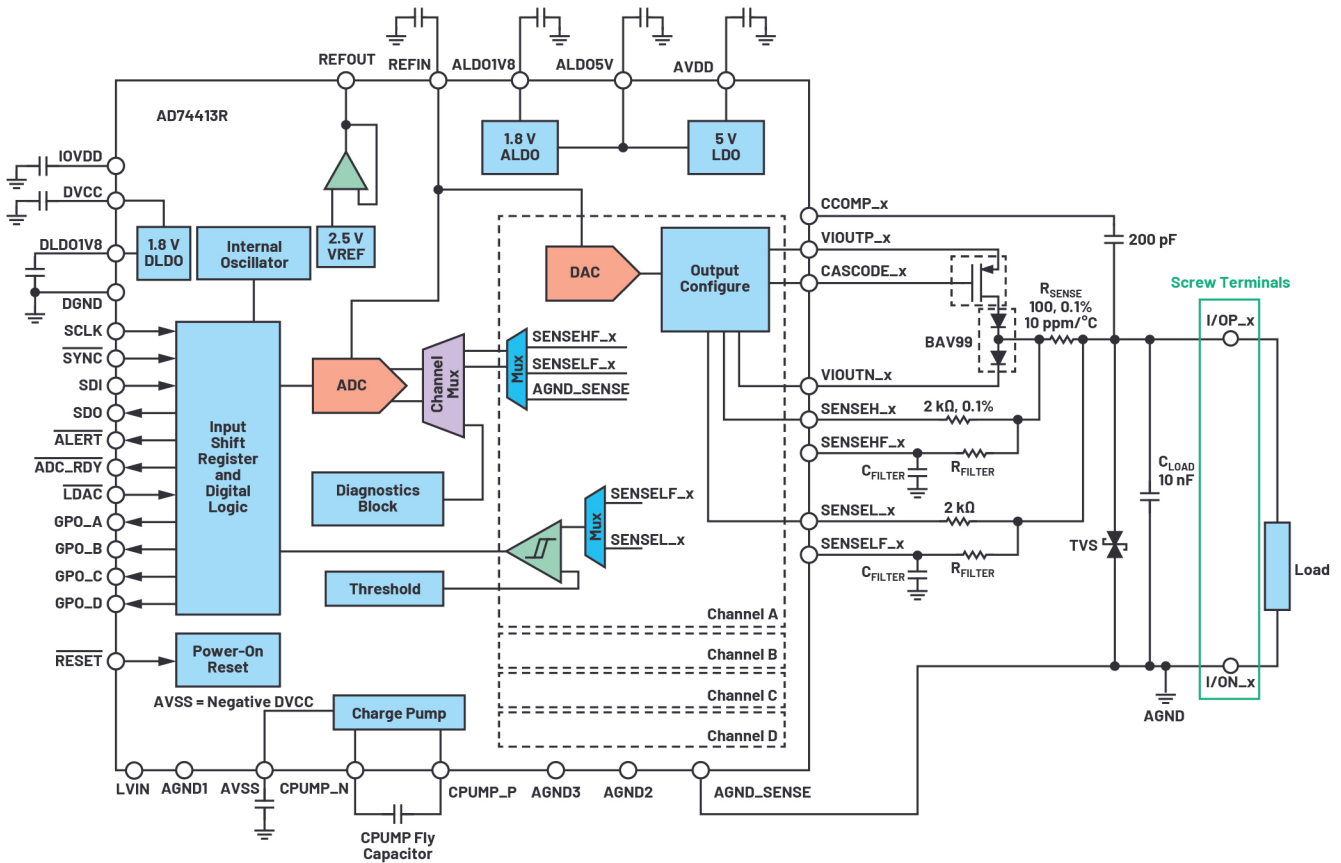 REFOUT
REFIN
ALDO1V8
ALDO5V
AVDD
AD74413R
1.8 V
ALDO
5 V
LDO
IOVDD
DVCC
DLDO1V8
DGND
1.8 V
DLDO
Internal
Oscillator
2.5 V
VREF
DAC
Output
Configure
CCOMP_x
VIOUTP_x
CASCODE_x
200 pF
Screw Terminals
RSENSE
100, 0.1%
10 ppm/°C
I/OP_x
BAV99
SCLK
SYNC
SDI
SDO
ALERT
ADC_RDY
LDAC
GPO_A
GPO_B
GPO_C
GPO_D
RESET
Input
Shift
Register
and
Digital
Logic
ADC
Channel
Mux
Mux
SENSEHF_x
SENSELF_x
AGND_SENSE
VIOUTN_x
SENSEH_x
2 kΩ, 0.1%
SENSEHF_x
CFILTER
RFILTER
CLOAD
10 nF
Diagnostics
Block
Mux
SENSELF_x
SENSEL_x
SENSEL_x
2 kΩ
SENSELF_x
CFILTER
RFILTER
TVS
Load
Threshold
Channel A
Channel B
Channel C
Channel D
Power-On
Reset
AVSS = Negative DVCC
Charge Pump
I/ON_x
AGND
LVIN
AGND1
AVSS
CPUMP_N
CPUMP_P
AGND3
AGND2
AGND_SENSE
CPUMP Fly
Capacitor